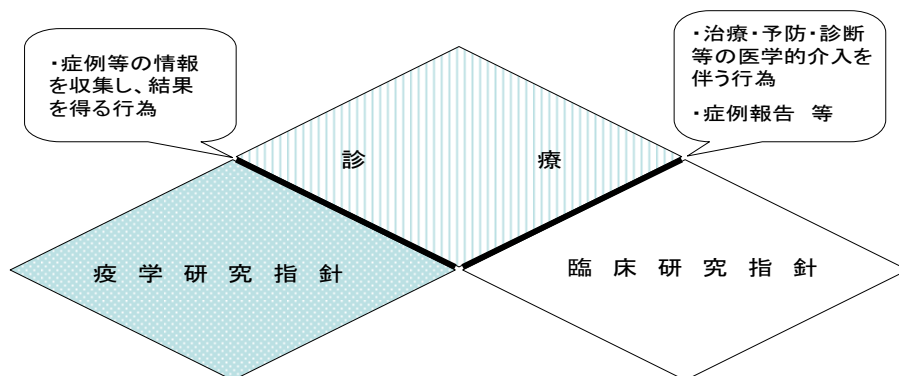 ・症例等の情報
を収集し、結果
を得る行為
・治療・予防・診断
等の医学的介入を
伴う行為
・症例報告 等
診 療
疫 学 研 究 指 針
臨 床 研 究 指 針